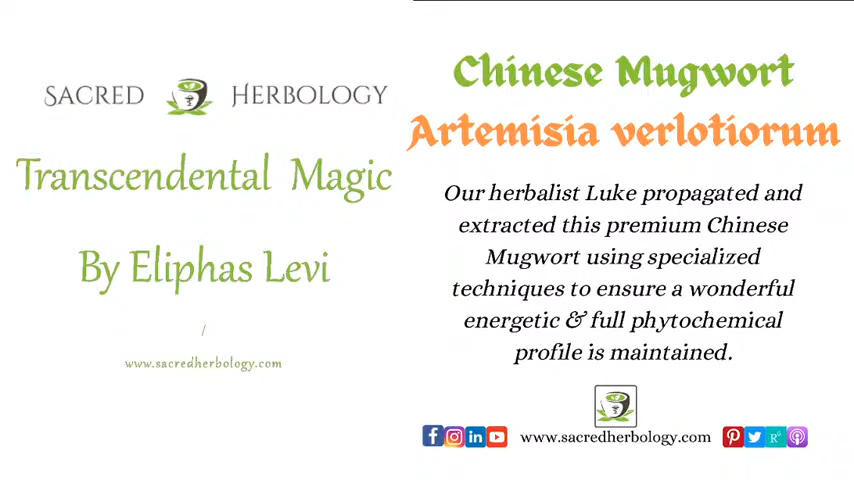 SACRED HERBOLOGY
Transcendental Magic
By Eliphas Levi
/
www.sacredherbology.com
Chinese Mugwort
Artemisia verlotiorum
Our herbalist Luke propagated and
extracted this premium Chinese
Mugwort using specialized
techniques to ensure a wonderful
energetic & full phytochemical
profile is maintained.
www.sacredherbology.com